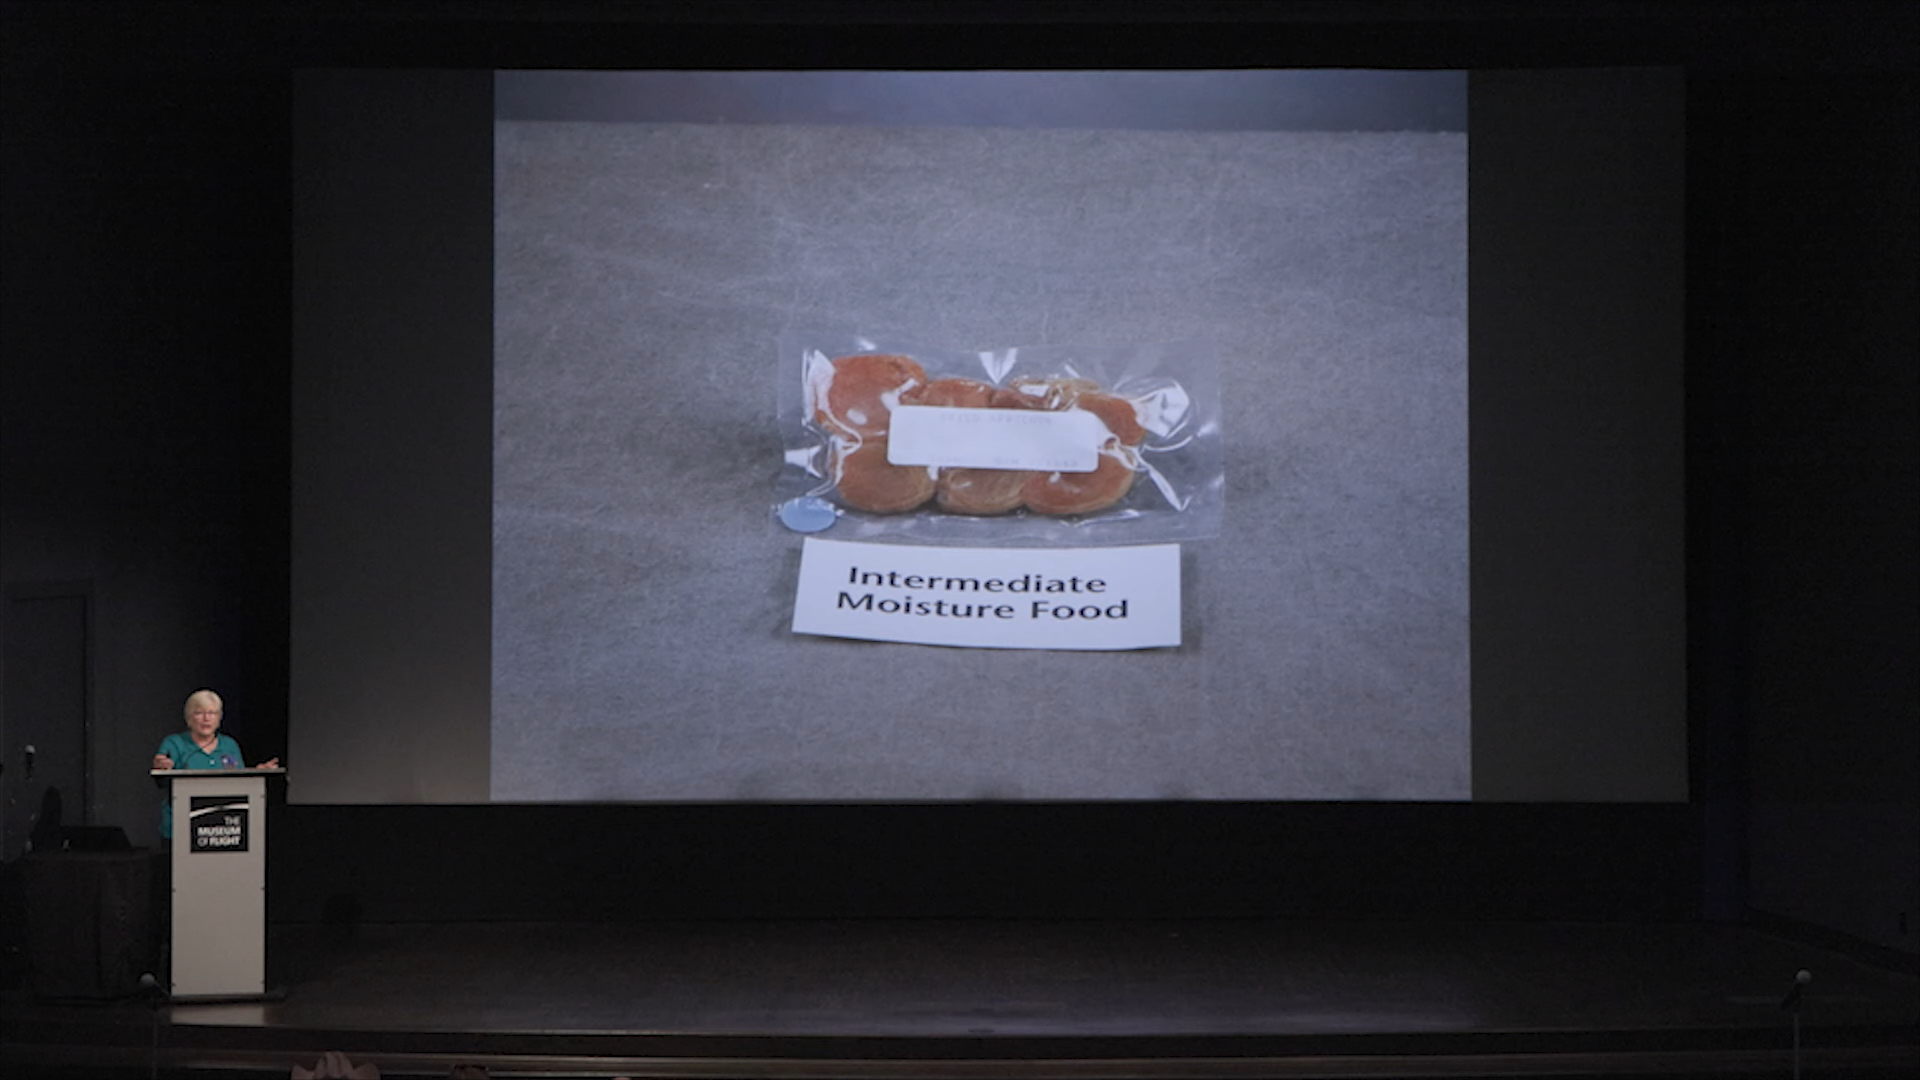 Intermediate
Moisture Food
THE
MUSEUM
OF FLIGHT